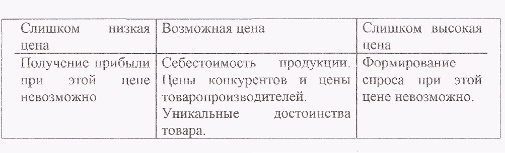 Слишком низкая
цена
Возможная цена
Слишком высокая
цена
Получение прибыли
при этой цене
невозможно
Себестоимость продукции.
Цены конкурентов и цены
товаропроизводителей.
Уникальные достоинства
товара.
Формирование
спроса при этой
цене невозможно.